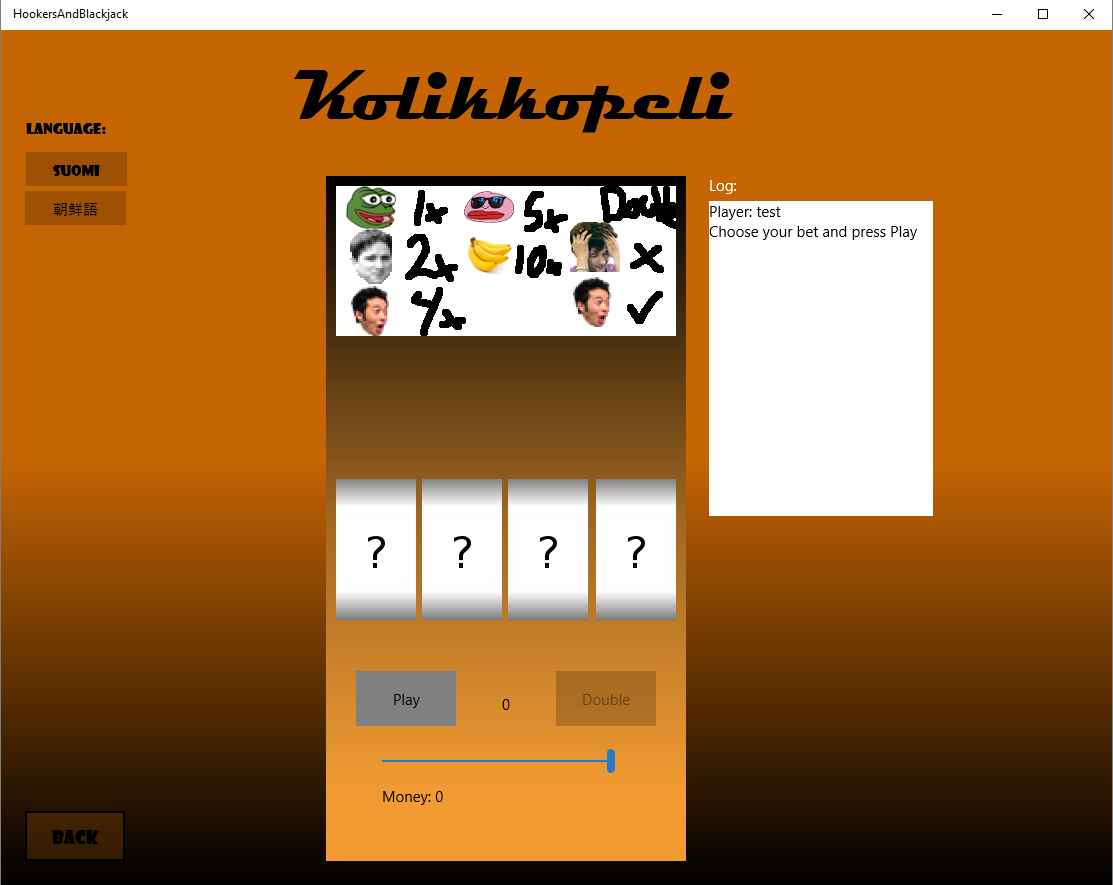 HookersAndBlackjack
Kolikkopeli
LANGUAGE:
SUOMI
朝鮮語
1x 5x Double
2x 10x
4x
Log:
Player: test
Choose your bet and press Play
? ? ? ?
Play 0 Double
Money: 0
BACK